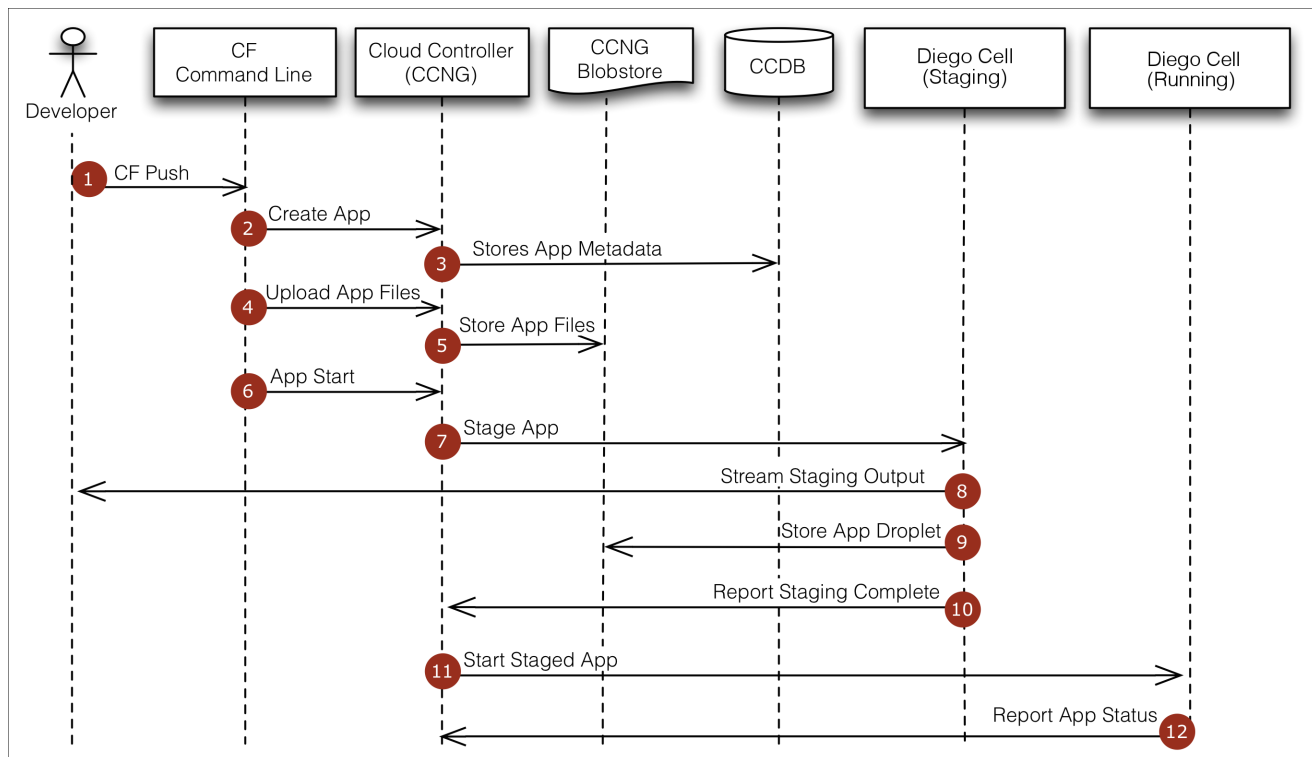 Developer
CF
Command Line
Cloud Controller
(CCNG)
CCNG
Blobstore
CCDB
Diego Cell
(Staging)
Diego Cell
(Running)
1 CF Push
2 Create App
3 Stores App Metadata
4 Upload App Files
5 Store App Files
6 App Start
7 Stage App
Stream Staging Output 8
Store App Droplet 9
Report Staging Complete 10
11 Start Staged App
Report App Status 12